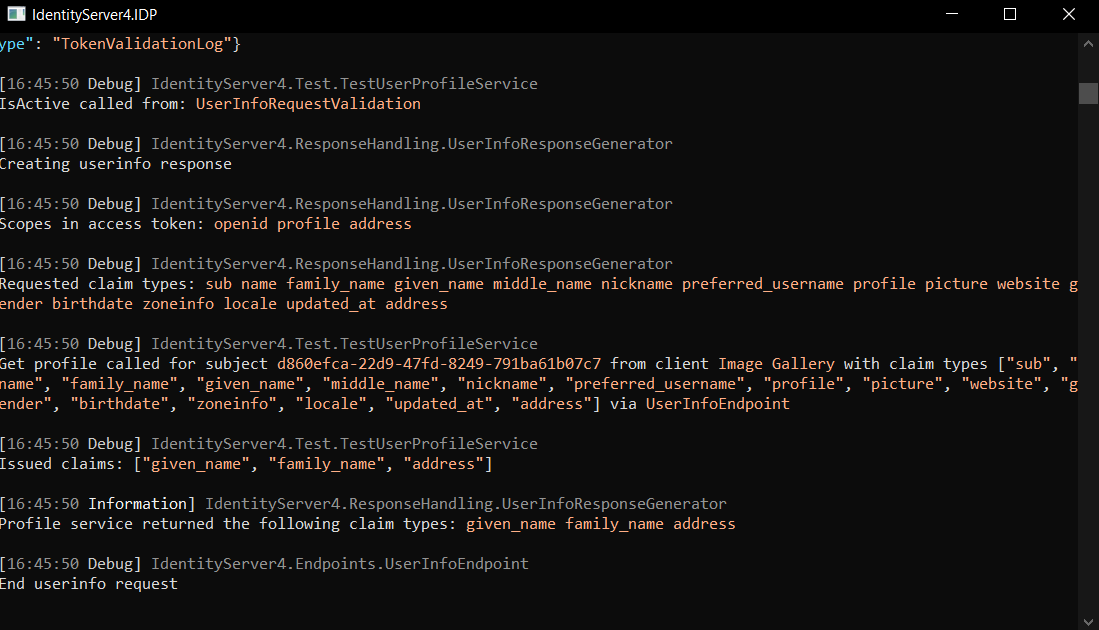 IdentityServer4.IDP
ype": "TokenValidationLog"}
[16:45:50 Debug] IdentityServer4.Test.TestUserProfileService
IsActive called from: UserInfoRequestValidation
[16:45:50 Debug] IdentityServer4.ResponseHandling.UserInfoResponseGenerator
Creating userinfo response
[16:45:50 Debug] IdentityServer4.ResponseHandling.UserInfoResponseGenerator
Scopes in access token: openid profile address
[16:45:50 Debug] IdentityServer4.ResponseHandling.UserInfoResponseGenerator
Requested claim types: sub name family_name given_name middle_name nickname preferred_username profile picture website g
ender birthdate zoneinfo locale updated_at address
[16:45:50 Debug] IdentityServer4.Test.TestUserProfileService
Get profile called for subject d860efca-22d9-47fd-8249-791ba61b07c7 from client Image Gallery with claim types ["sub", "
name", "family_name", "given_name", "middle_name", "nickname", "preferred_username", "profile", "picture", "website", "g
ender", "birthdate", "zoneinfo", "locale", "updated_at", "address"] via UserInfoEndpoint
[16:45:50 Debug] IdentityServer4.Test.TestUserProfileService
Issued claims: ["given_name", "family_name", "address"]
[16:45:50 Information] IdentityServer4.ResponseHandling.UserInfoResponseGenerator
Profile service returned the following claim types: given_name family_name address
[16:45:50 Debug] IdentityServer4.Endpoints.UserInfoEndpoint
End userinfo request